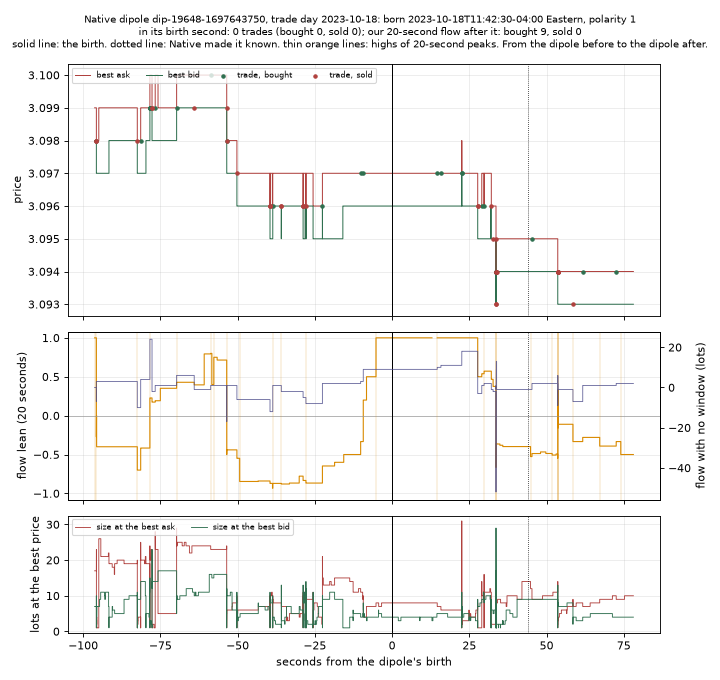 Native dipole dip-19648-1697643750, trade day 2023-10-18: born 2023-10-18T11:42:30-04:00 Eastern, polarity 1
in its birth second: 0 trades (bought 0, sold 0); our 20-second flow after it: bought 9, sold 0
solid line: the birth. dotted line: Native made it known. thin orange lines: highs of 20-second peaks. From the dipole before to the dipole after.
best ask
best bid
trade, bought
trade, sold
3.100
3.099
3.098
3.097
3.096
3.095
3.094
3.093
price
1.0
0.5
0.0
−0.5
−1.0
flow lean (20 seconds)
20
0
−20
−40
flow with no window (lots)
size at the best ask
size at the best bid
30
20
10
0
lots at the best price
−100
−75
−50
−25
0
25
50
75
seconds from the dipole's birth